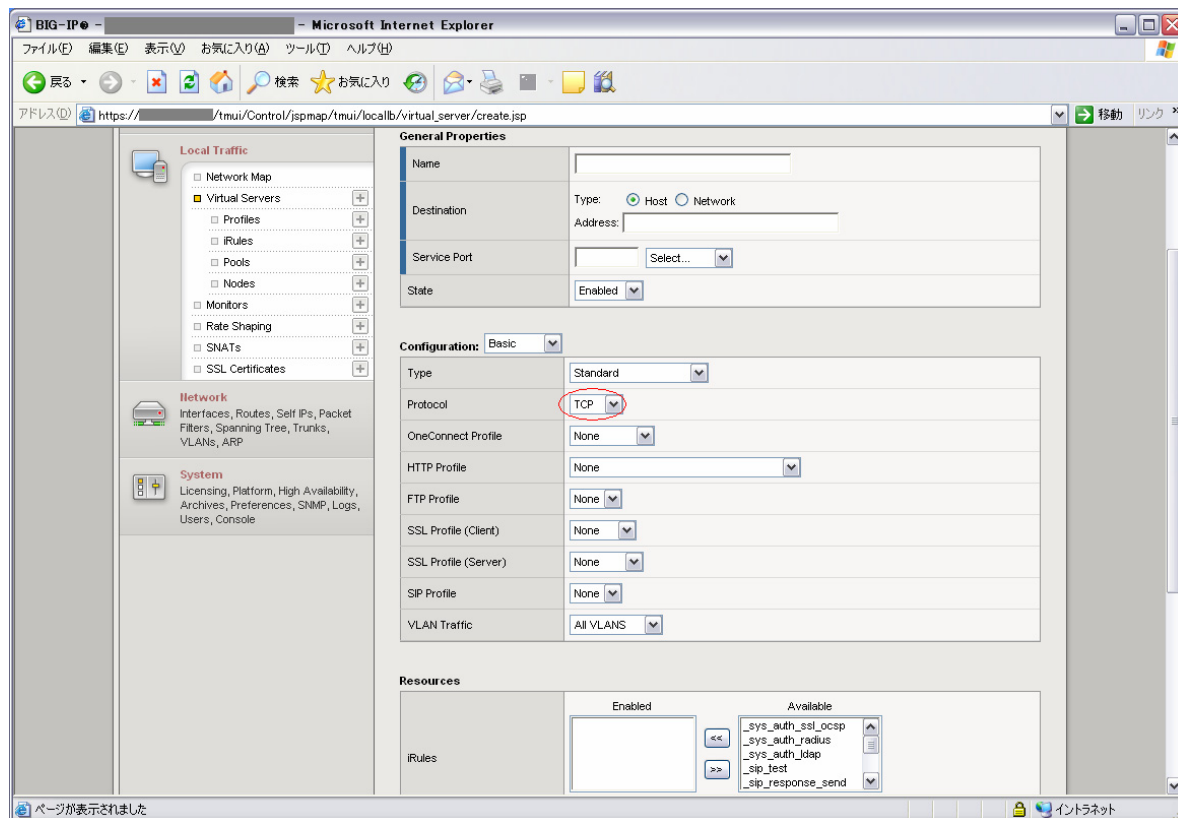 BIG-IP® - - Microsoft Internet Explorer
ファイル(F) 編集(E) 表示(V) お気に入り(A) ツール(T) ヘルプ(H)
戻る 検索 お気に入り
アドレス(D) https:// /tmui/Control/jspmap/tmui/locallb/virtual_server/create.jsp 移動 リンク »
Local Traffic
Network Map
Virtual Servers
Profiles
iRules
Pools
Nodes
Monitors
Rate Shaping
SNATs
SSL Certificates
Network
Interfaces, Routes, Self IPs, Packet
Filters, Spanning Tree, Trunks,
VLANs, ARP
System
Licensing, Platform, High Availability,
Archives, Preferences, SNMP, Logs,
Users, Console
General Properties
Name
Destination
Type: Host Network
Address:
Service Port Select...
State Enabled
Configuration: Basic
Type Standard
Protocol TCP
OneConnect Profile None
HTTP Profile None
FTP Profile None
SSL Profile (Client) None
SSL Profile (Server) None
SIP Profile None
VLAN Traffic All VLANS
Resources
Enabled Available
iRules
<<
>>
_sys_auth_ssl_ocsp
_sys_auth_radius
_sys_auth_ldap
_sip_test
_sip_response_send
ページが表示されました イントラネット